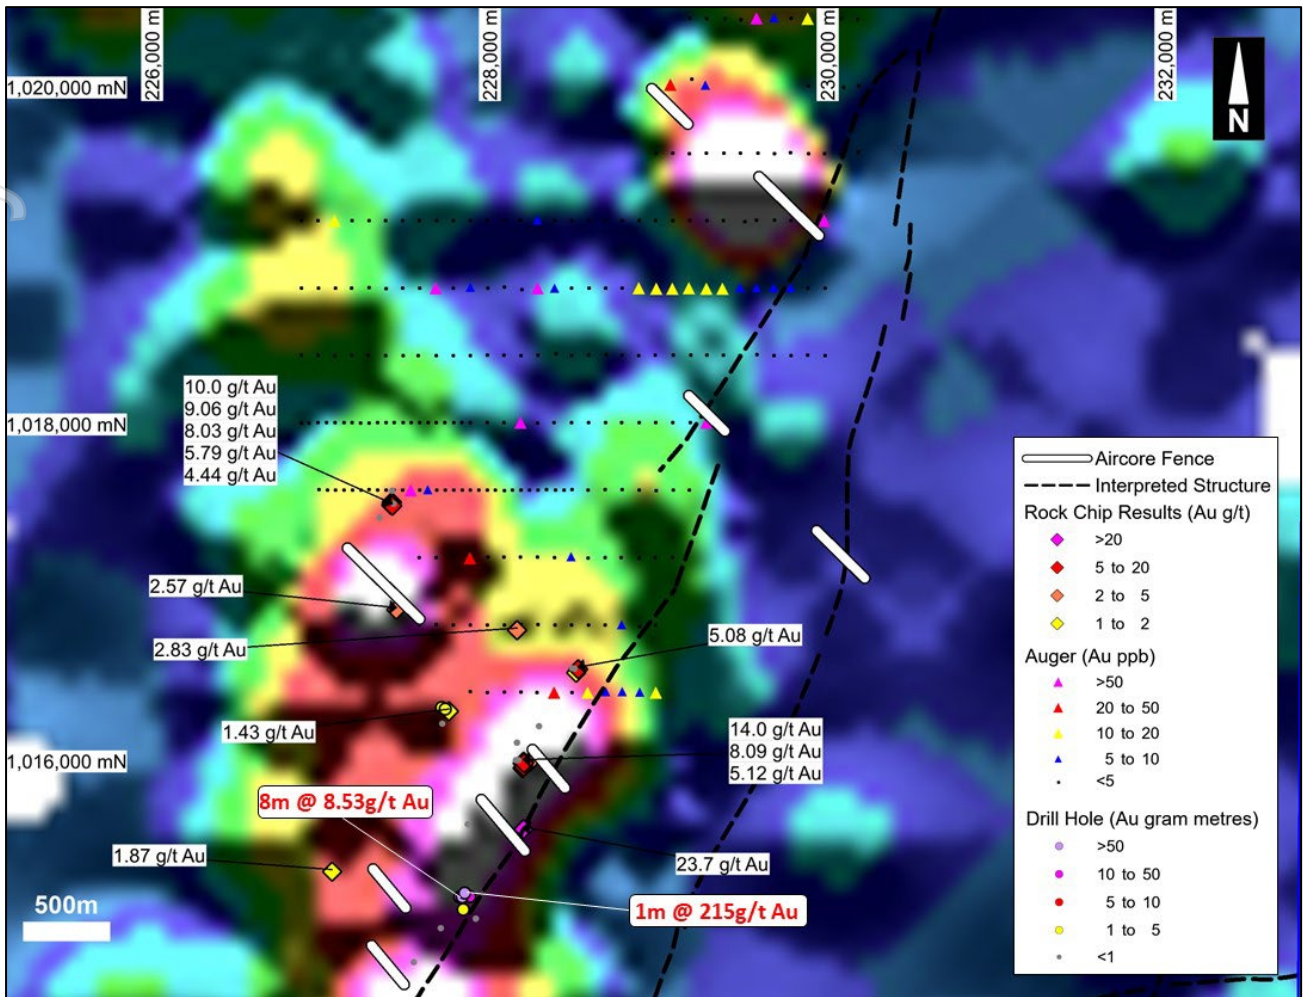 226,000 m
228,000 m
230,000 m
232,000 m
1,020,000 mN
N
10.0 g/t Au
9.06 g/t Au
8.03 g/t Au
5.79 g/t Au
4.44 g/t Au
1,018,000 mN
2.57 g/t Au
2.83 g/t Au
5.08 g/t Au
1.43 g/t Au
14.0 g/t Au
8.09 g/t Au
5.12 g/t Au
1,016,000 mN
8m @ 8.53g/t Au
1.87 g/t Au
23.7 g/t Au
1m @ 215g/t Au
500m
Aircore Fence
Interpreted Structure
Rock Chip Results (Au g/t)
>20
5 to 20
2 to 5
1 to 2
Auger (Au ppb)
>50
20 to 50
10 to 20
5 to 10
<5
Drill Hole (Au gram metres)
>50
10 to 50
5 to 10
1 to 5
<1